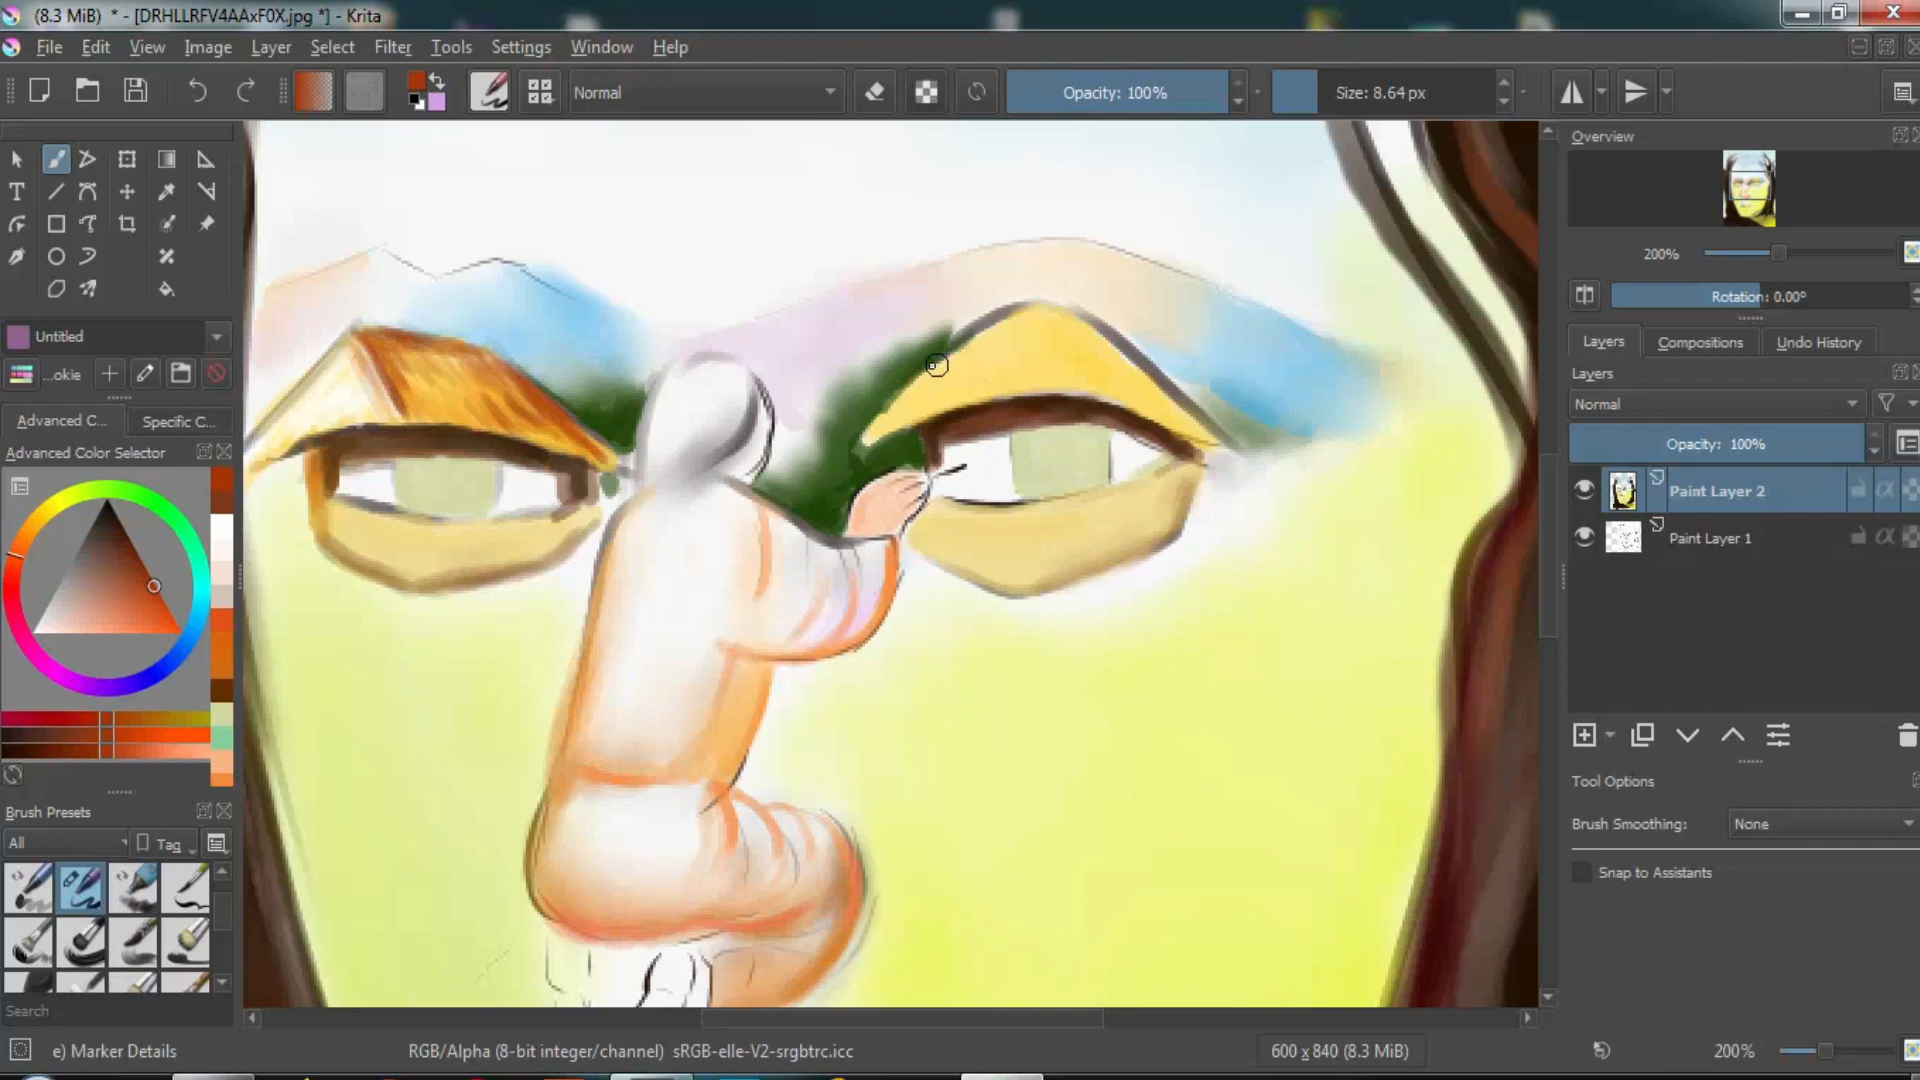 (8.3 MiB) * - [DRHLLRFV4AAxF0X.jpg *] - Krita
File Edit View Image Layer Select Filter Tools Settings Window Help
Normal Opacity: 100% Size: 8.64 px
Overview
200%
Rotation: 0.00°
Untitled
..okie
Layers Compositions Undo History
Layers
Normal
Opacity: 100%
Paint Layer 2
Paint Layer 1
Advanced C... Specific C...
Advanced Color Selector
Tool Options
Brush Smoothing: None
Snap to Assistants
Brush Presets
All Tag
Search
e) Marker Details RGB/Alpha (8-bit integer/channel) sRGB-elle-V2-srgbtrc.icc 600 x 840 (8.3 MiB) 200%